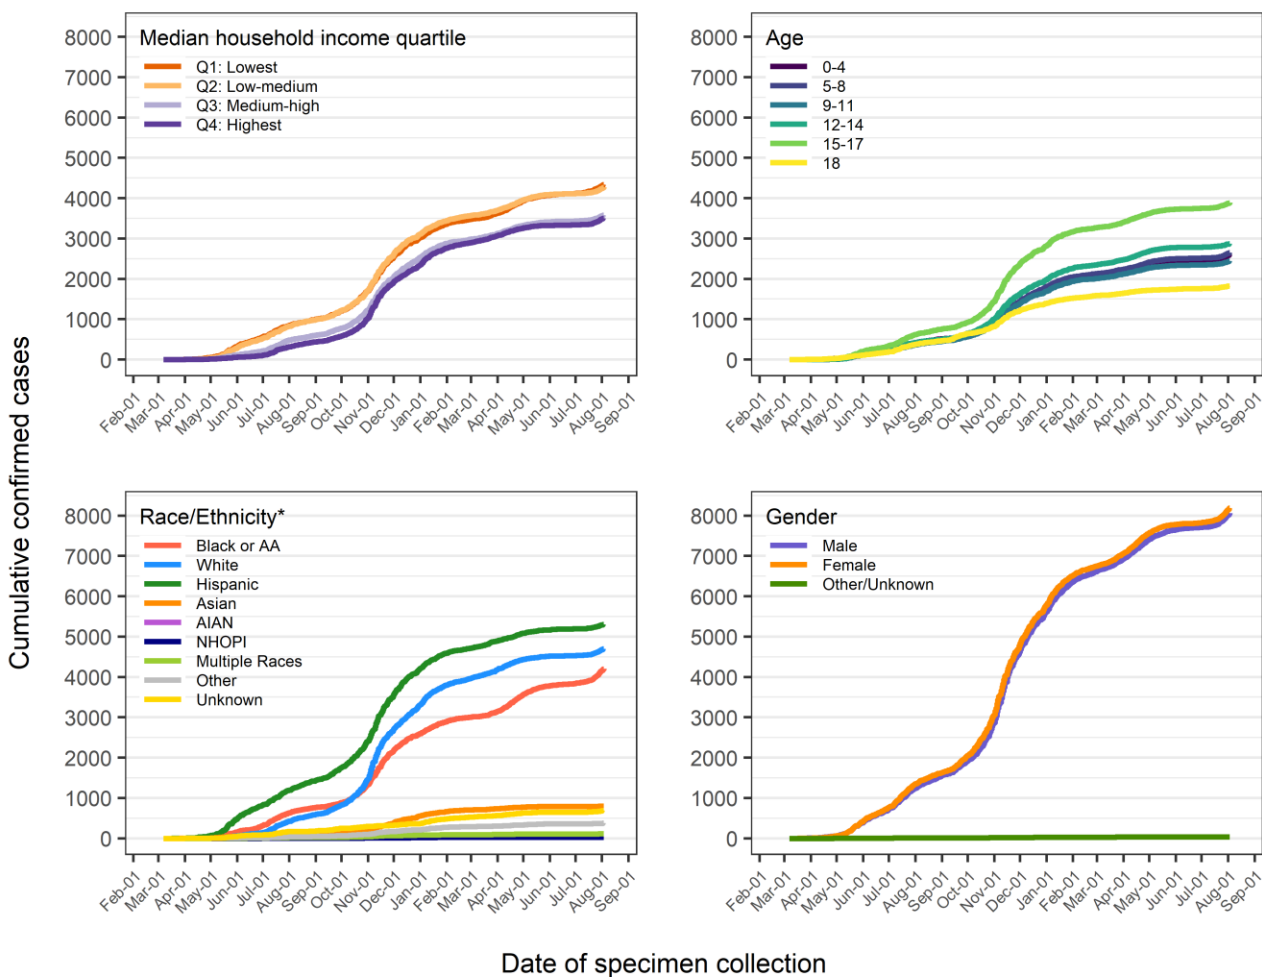 Cumulative confirmed cases
Median household income quartile
Q1: Lowest
Q2: Low-medium
Q3: Medium-high
Q4: Highest
8000
7000
6000
5000
4000
3000
2000
1000
0
Feb-01 Mar-01 Apr-01 May-01 Jun-01 Jul-01 Aug-01 Sep-01 Oct-01 Nov-01 Dec-01 Jan-01 Feb-01 Mar-01 Apr-01 May-01 Jun-01 Jul-01 Aug-01 Sep-01
Age
0-4
5-8
9-11
12-14
15-17
18
8000
7000
6000
5000
4000
3000
2000
1000
0
Feb-01 Mar-01 Apr-01 May-01 Jun-01 Jul-01 Aug-01 Sep-01 Oct-01 Nov-01 Dec-01 Jan-01 Feb-01 Mar-01 Apr-01 May-01 Jun-01 Jul-01 Aug-01 Sep-01
Race/Ethnicity*
Black or AA
White
Hispanic
Asian
AIAN
NHOPI
Multiple Races
Other
Unknown
8000
7000
6000
5000
4000
3000
2000
1000
0
Feb-01 Mar-01 Apr-01 May-01 Jun-01 Jul-01 Aug-01 Sep-01 Oct-01 Nov-01 Dec-01 Jan-01 Feb-01 Mar-01 Apr-01 May-01 Jun-01 Jul-01 Aug-01 Sep-01
Gender
Male
Female
Other/Unknown
8000
7000
6000
5000
4000
3000
2000
1000
0
Feb-01 Mar-01 Apr-01 May-01 Jun-01 Jul-01 Aug-01 Sep-01 Oct-01 Nov-01 Dec-01 Jan-01 Feb-01 Mar-01 Apr-01 May-01 Jun-01 Jul-01 Aug-01 Sep-01
Date of specimen collection